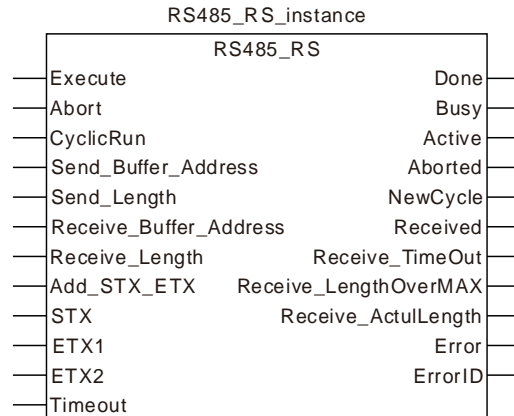 RS485_RS_instance
RS485_RS
Execute Done
Abort Busy
CyclicRun Active
Send_Buffer_Address Aborted
Send_Length NewCycle
Receive_Buffer_Address Received
Receive_Length Receive_TimeOut
Add_STX_ETX Receive_LengthOverMAX
STX Receive_ActulLength
ETX1 Error
ETX2 ErrorID
Timeout